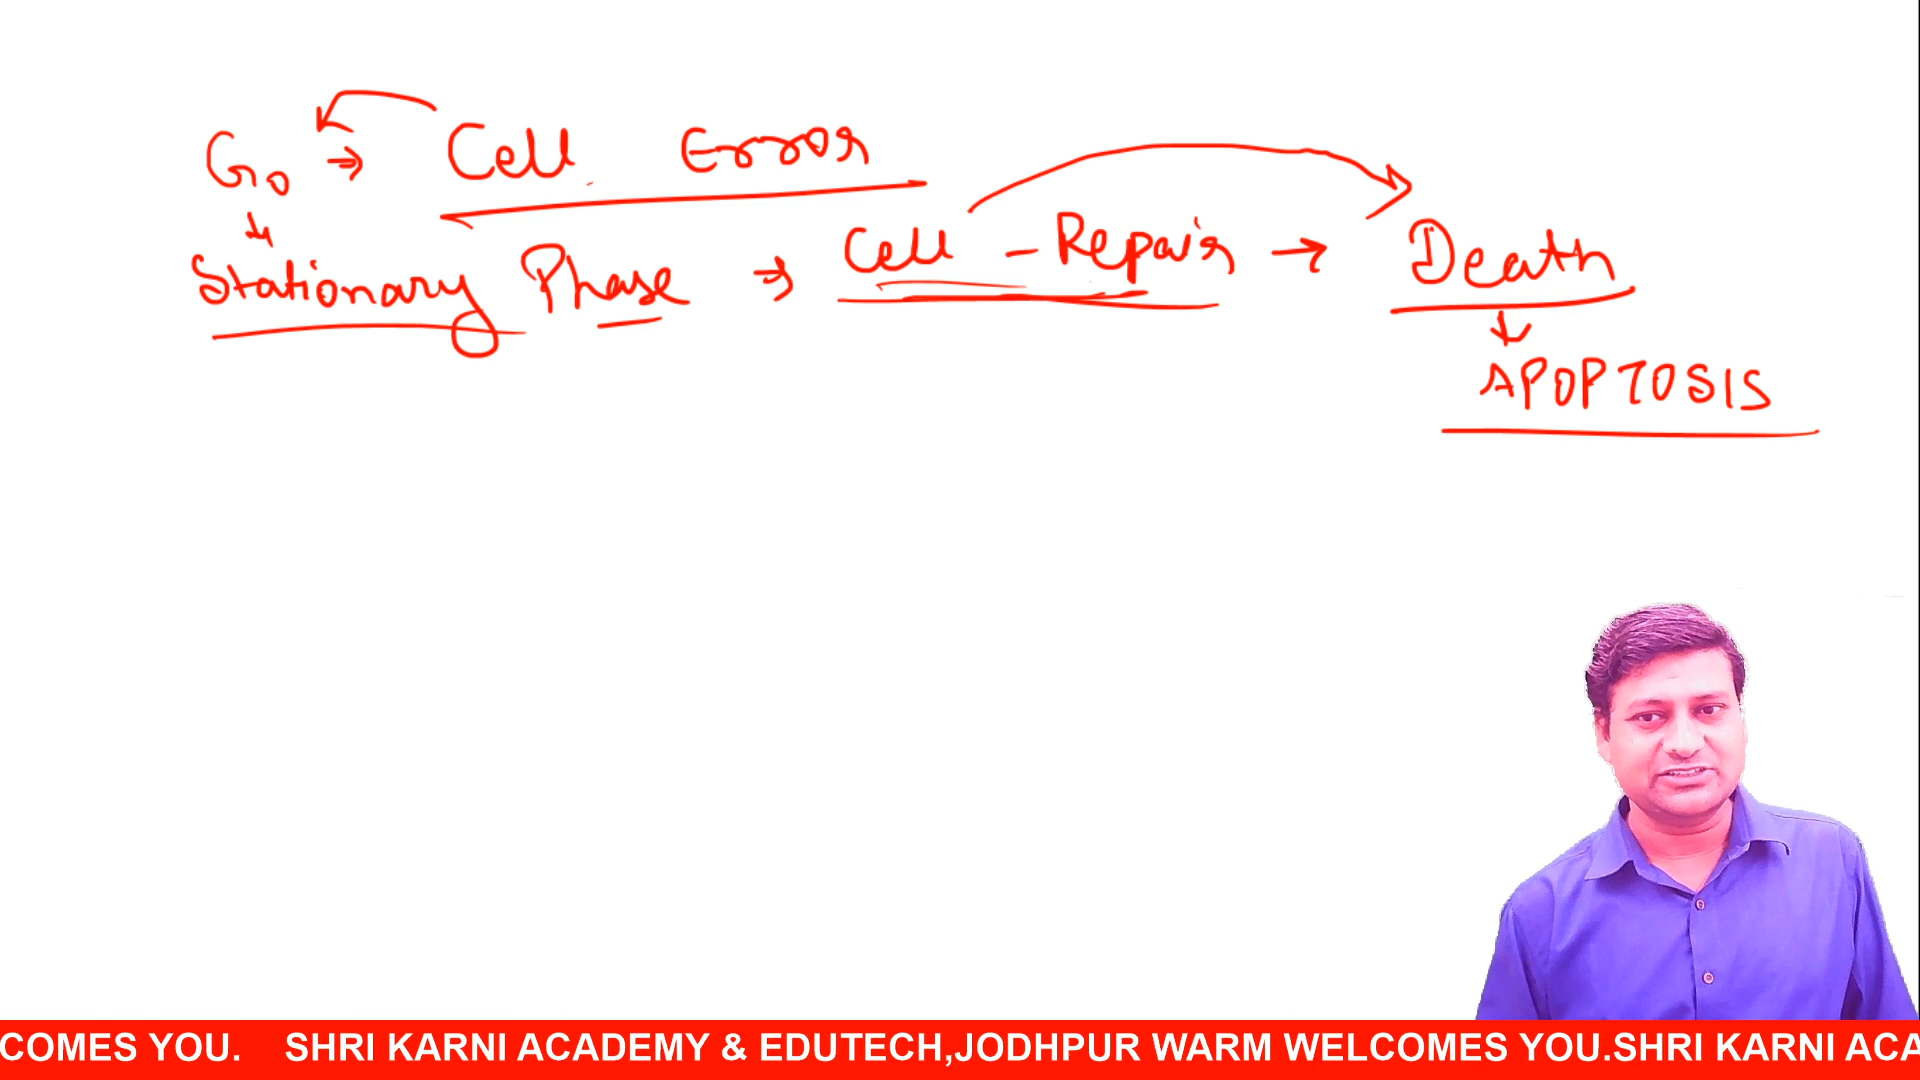 G0 → Cell Error
↓
Stationary Phase → Cell - Repair → Death
↓
APOPTOSIS
COMES YOU. SHRI KARNI ACADEMY & EDUTECH,JODHPUR WARM WELCOMES YOU.SHRI KARNI ACA